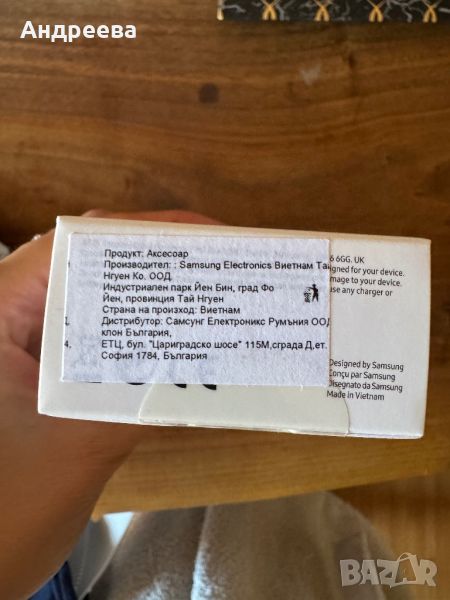 Андреева
Продукт: Аксесоар
Производител: : Samsung Electronics Виетнам Тай
Нгуен Ко. ООД.
Индустриален парк Йен Бин, град Фо
Йен, провинция Тай Нгуен
Страна на произход: Виетнам
Дистрибутор: Самсунг Електроникс Румъния ООД
клон България,
ЕТЦ, бул. "Цариградско шосе" 115М,сграда Д,ет.
София 1784, България
6GG. UK
for your device.
to your device.
use any charger or
Designed by Samsung
Conçu par Samsung
Disegnato da Samsung
Made in Vietnam
BAZAR